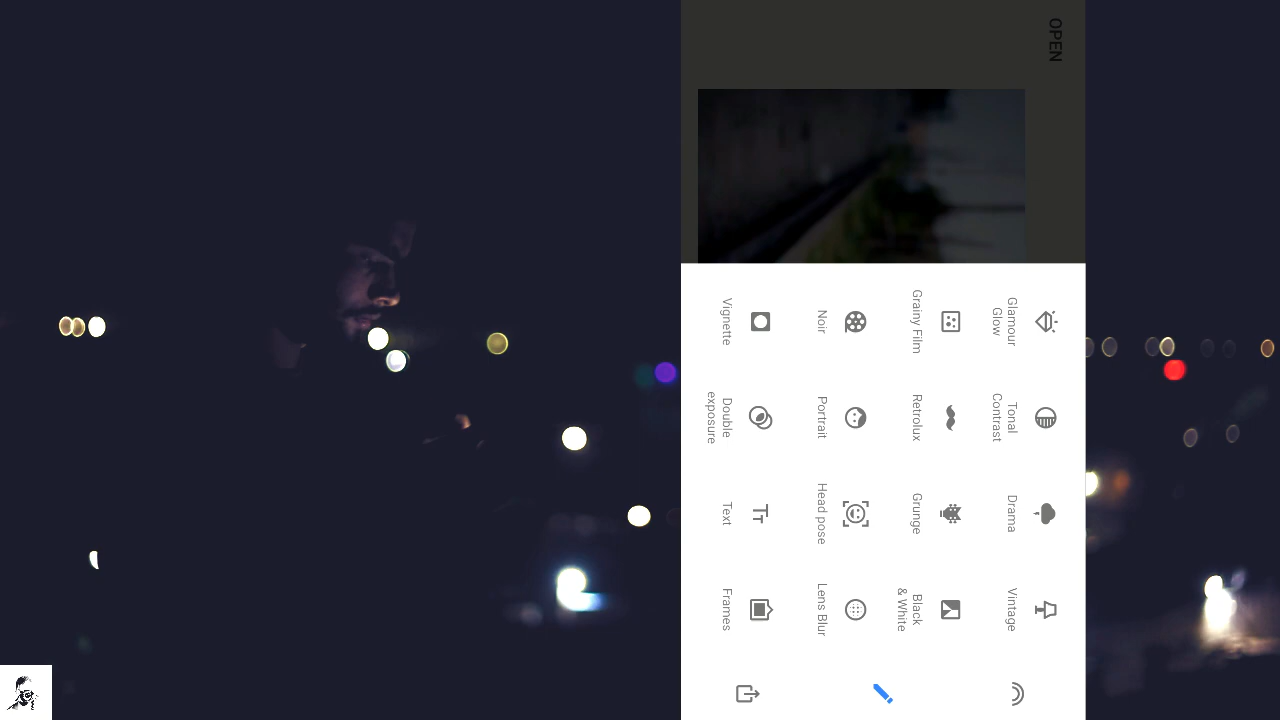 OPEN
Glamour
Glow
Tonal
Contrast
Drama
Vintage
Grainy Film
Retrolux
Grunge
Black
& White
Noir
Portrait
Head pose
Lens Blur
Vignette
Double
exposure
Text
Frames